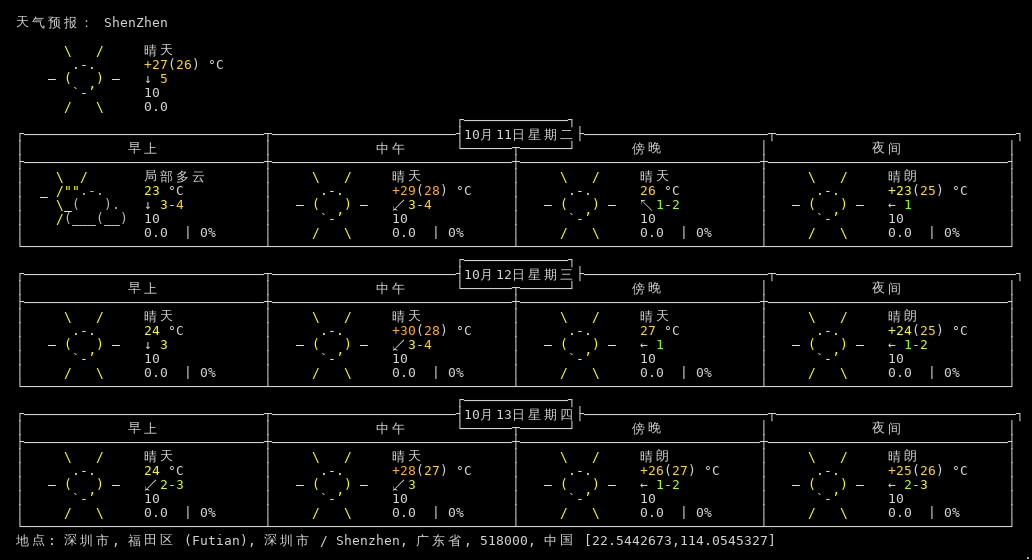 天气预报： ShenZhen
晴天
+27(26) °C
↓ 5
10
0.0
10月11日星期二
早上 中午 傍晚 夜间
局部多云 晴天 晴天 晴朗
23 °C +29(28) °C 26 °C +23(25) °C
↓ 3-4 ↙ 3-4 ↖ 1-2 ← 1
10 10 10 10
0.0 | 0% 0.0 | 0% 0.0 | 0% 0.0 | 0%
10月12日星期三
早上 中午 傍晚 夜间
晴天 晴天 晴天 晴朗
24 °C +30(28) °C 27 °C +24(25) °C
↓ 3 ↙ 3-4 ← 1 ← 1-2
10 10 10 10
0.0 | 0% 0.0 | 0% 0.0 | 0% 0.0 | 0%
10月13日星期四
早上 中午 傍晚 夜间
晴天 晴天 晴朗 晴朗
24 °C +28(27) °C +26(27) °C +25(26) °C
↙ 2-3 ↙ 3 ← 1-2 ← 2-3
10 10 10 10
0.0 | 0% 0.0 | 0% 0.0 | 0% 0.0 | 0%
地点: 深圳市, 福田区 (Futian), 深圳市 / Shenzhen, 广东省, 518000, 中国 [22.5442673,114.0545327]